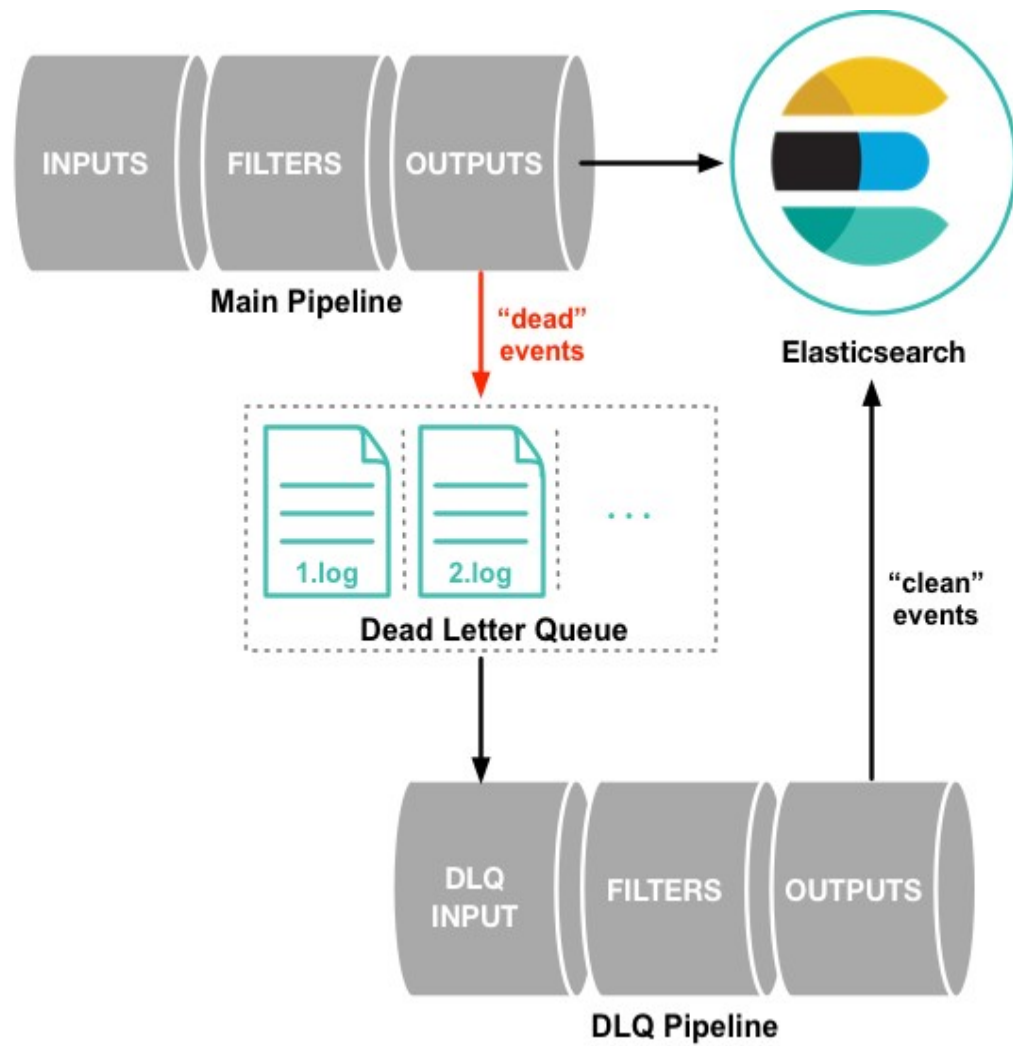 INPUTS
FILTERS
OUTPUTS
Main Pipeline
“dead”
events
Elasticsearch
1.log
2.log
...
Dead Letter Queue
“clean”
events
DLQ
INPUT
FILTERS
OUTPUTS
DLQ Pipeline